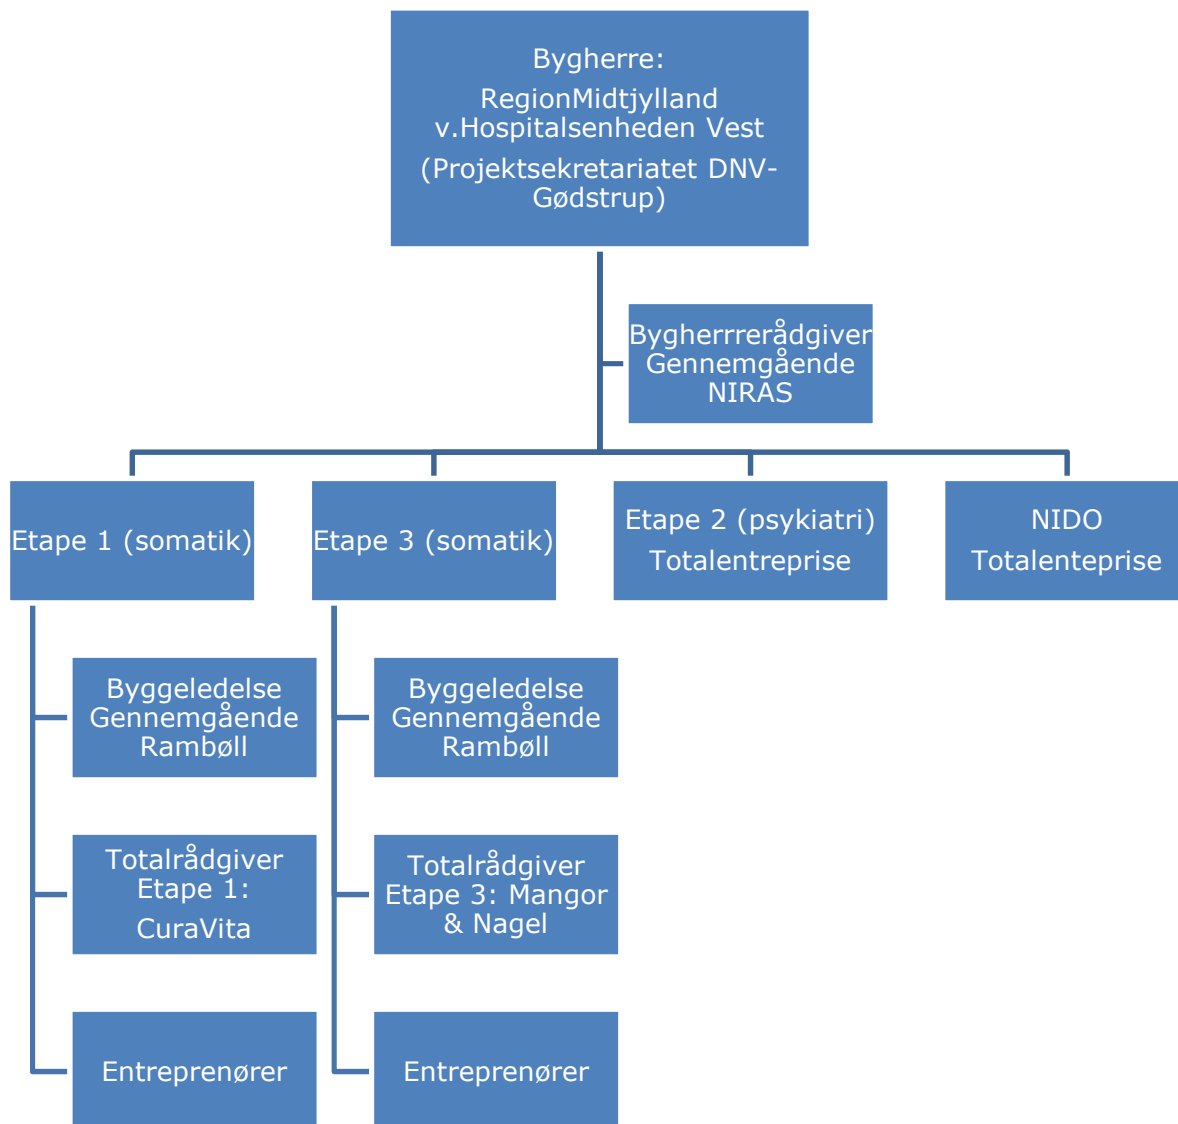 Bygherre:
RegionMidtjylland
v.Hospitalsenheden Vest
(Projektsekretariatet DNV-
Gødstrup)
Bygherrrerådgiver
Gennemgående
NIRAS
Etape 1 (somatik)
Etape 3 (somatik)
Etape 2 (psykiatri)
Totalentreprise
NIDO
Totalenteprise
Byggeledelse
Gennemgående
Rambøll
Byggeledelse
Gennemgående
Rambøll
Totalrådgiver
Etape 1:
CuraVita
Totalrådgiver
Etape 3: Mangor
& Nagel
Entreprenører
Entreprenører